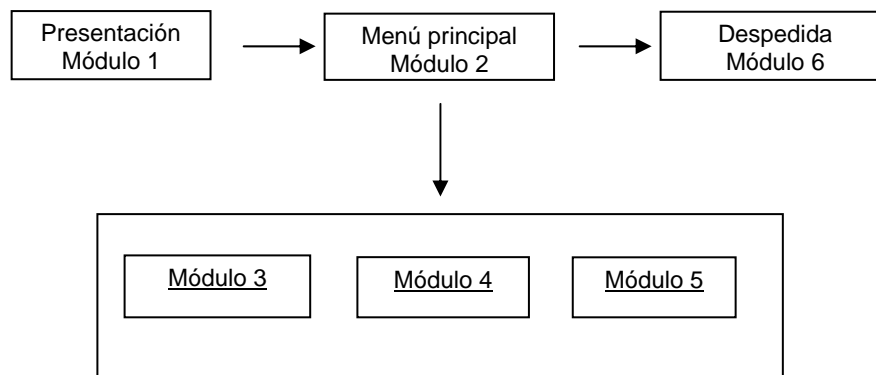 Presentación
Módulo 1
Menú principal
Módulo 2
Despedida
Módulo 6
Módulo 3
Módulo 4
Módulo 5